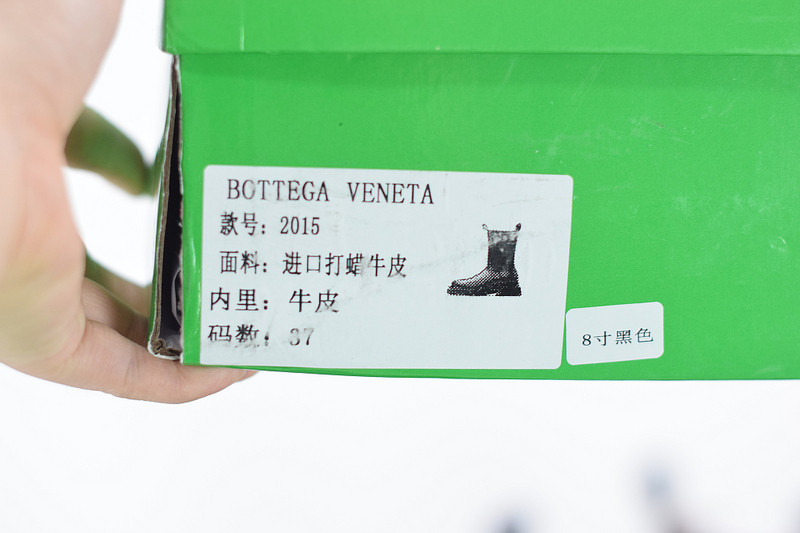 BOTTEGA VENETA
款号: 2015
面料: 进口打蜡牛皮
内里: 牛皮
码数: 37
8寸黑色